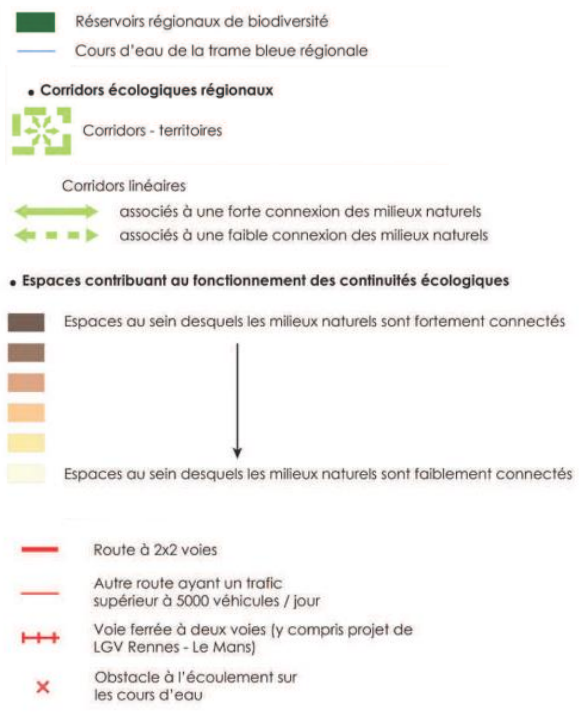 Réservoirs régionaux de biodiversité
Cours d'eau de la trame bleue régionale
• Corridors écologiques régionaux
Corridors - territoires
Corridors linéaires
associés à une forte connexion des milieux naturels
associés à une faible connexion des milieux naturels
• Espaces contribuant au fonctionnement des continuités écologiques
Espaces au sein desquels les milieux naturels sont fortement connectés
Espaces au sein desquels les milieux naturels sont faiblement connectés
Route à 2x2 voies
Autre route ayant un trafic
supérieur à 5000 véhicules / jour
Voie ferrée à deux voies (y compris projet de
LGV Rennes - Le Mans)
Obstacle à l'écoulement sur
les cours d'eau